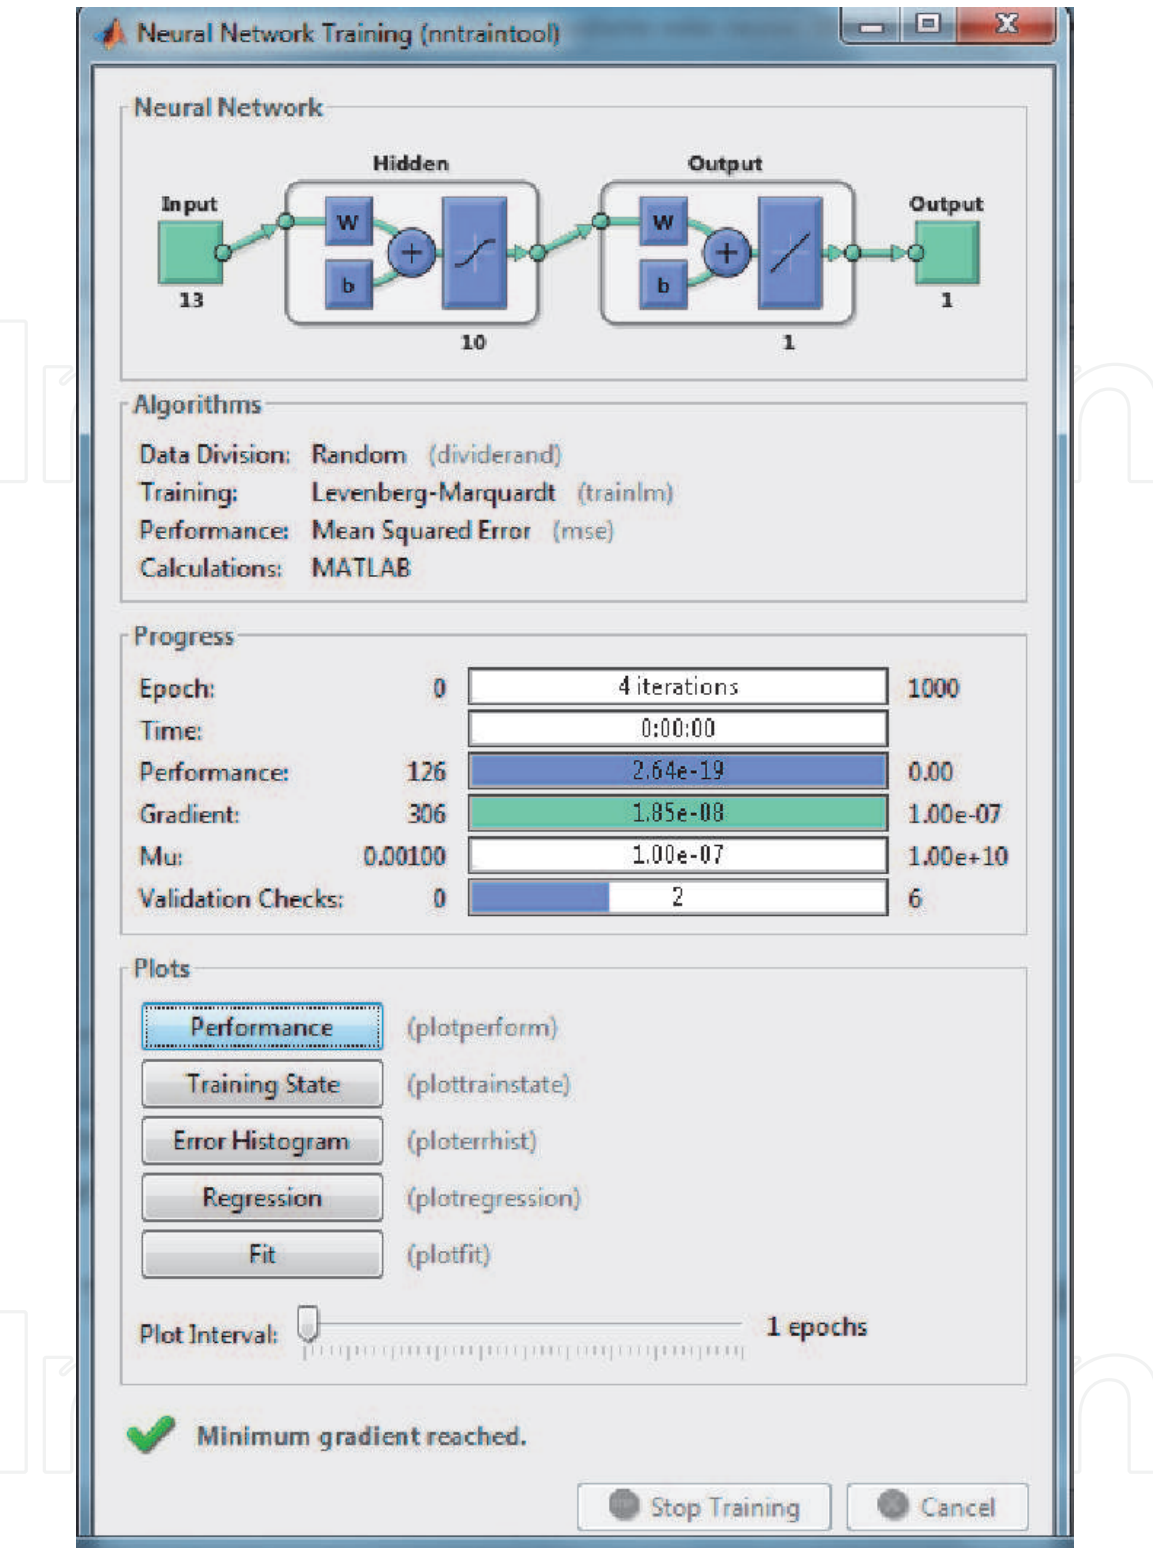 Neural Network Training (nntraintool)
Neural Network
Hidden Output
Input Output
W W
b b
13 1
10 1
Algorithms
Data Division: Random (dividerand)
Training: Levenberg-Marquardt (trainlm)
Performance: Mean Squared Error (mse)
Calculations: MATLAB
Progress
Epoch: 0 4 iterations 1000
Time: 0:00:00
Performance: 126 2.64e-19 0.00
Gradient: 306 1.85e-08 1.00e-07
Mu: 0.00100 1.00e-07 1.00e+10
Validation Checks: 0 2 6
Plots
Performance (plotperform)
Training State (plottrainstate)
Error Histogram (ploterrhist)
Regression (plotregression)
Fit (plotfit)
Plot Interval: 1 epochs
Minimum gradient reached.
Stop Training Cancel